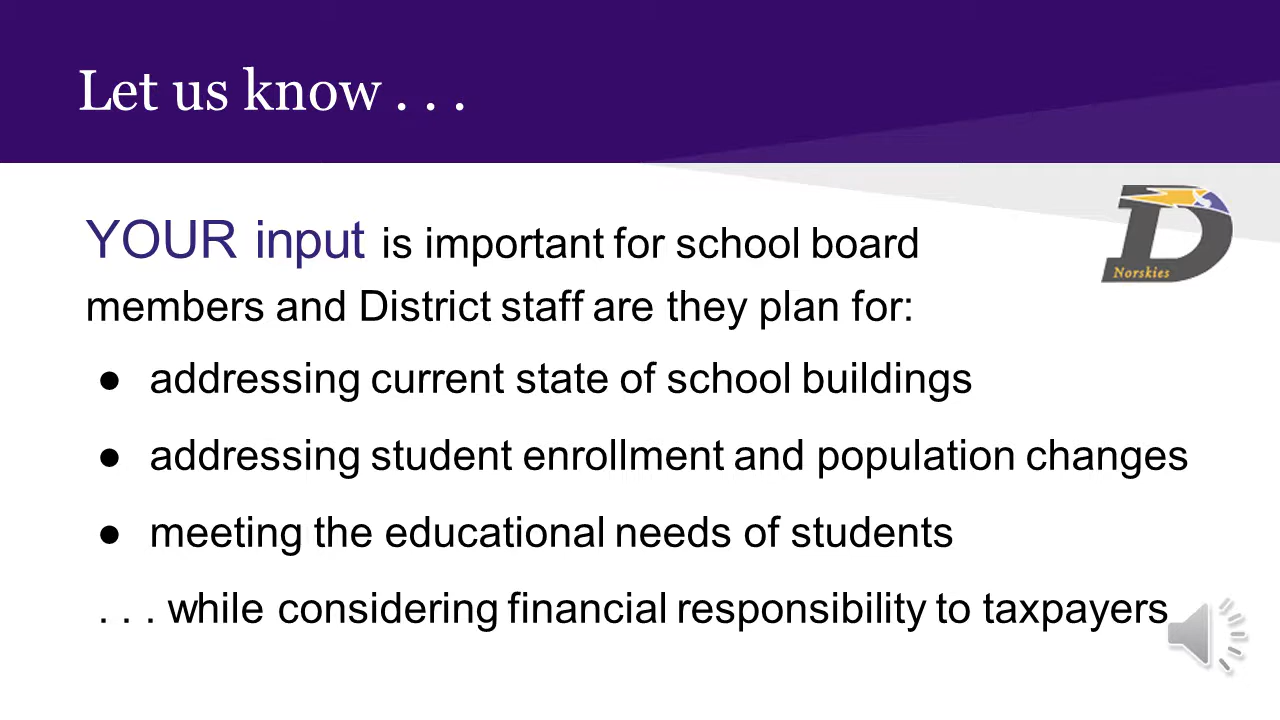 Let us know . . .
YOUR input is important for school board
members and District staff are they plan for:
● addressing current state of school buildings
● addressing student enrollment and population changes
● meeting the educational needs of students
. . . while considering financial responsibility to taxpayers
D
Norskies